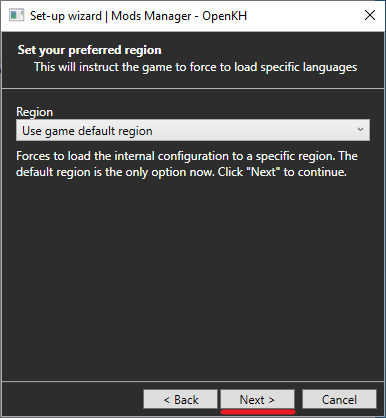 Set-up wizard | Mods Manager - OpenKH
Set your preferred region
This will instruct the game to force to load specific languages
Region
Use game default region
Forces to load the internal configuration to a specific region. The
default region is the only option now. Click "Next" to continue.
< Back
Next >
Cancel